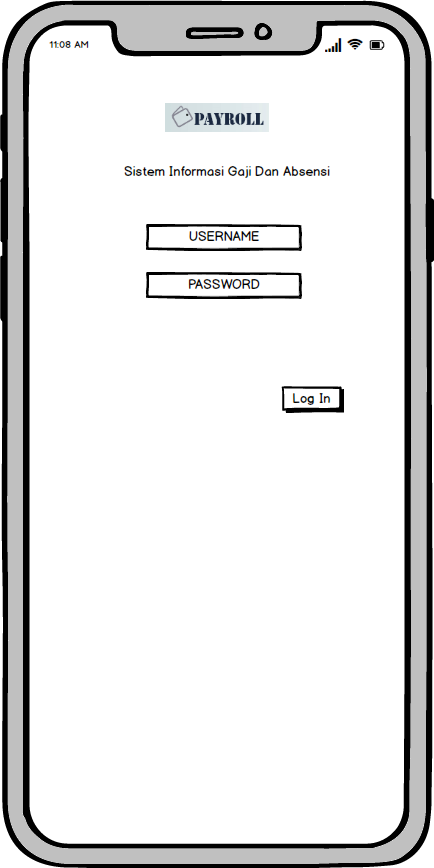 11:08 AM
PAYROLL
Sistem Informasi Gaji Dan Absensi
USERNAME
PASSWORD
Log In